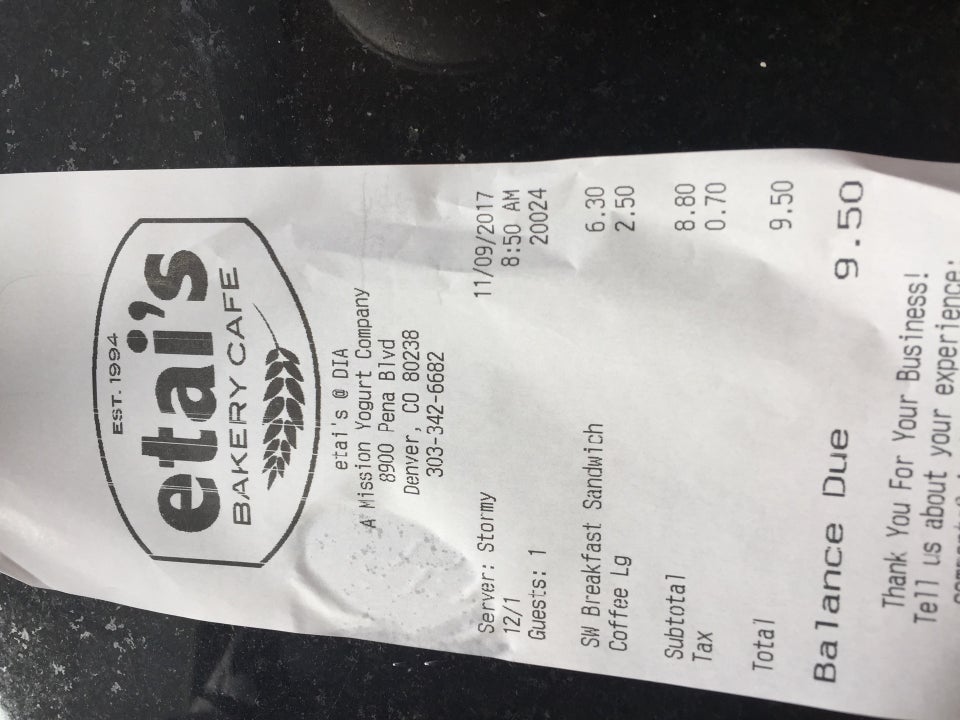 EST. 1994
etai's
BAKERY CAFE
etai's @ DIA
A Mission Yogurt Company
8900 Pena Blvd
Denver, CO 80238
303-342-6682
Server: Stormy 11/09/2017
12/1 8:50 AM
Guests: 1 20024
SW Breakfast Sandwich 6.30
Coffee Lg 2.50
Subtotal 8.80
Tax 0.70
Total 9.50
Balance Due 9.50
Thank You For Your Business!
Tell us about your experience: